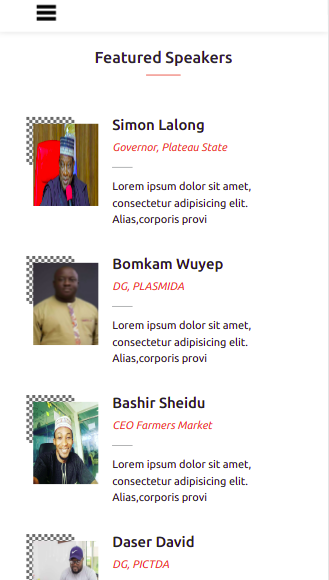 Featured Speakers
Simon Lalong
Governor, Plateau State
Lorem ipsum dolor sit amet,
consectetur adipisicing elit.
Alias,corporis provi
Bomkam Wuyep
DG, PLASMIDA
Lorem ipsum dolor sit amet,
consectetur adipisicing elit.
Alias,corporis provi
Bashir Sheidu
CEO Farmers Market
Lorem ipsum dolor sit amet,
consectetur adipisicing elit.
Alias,corporis provi
Daser David
DG, PICTDA